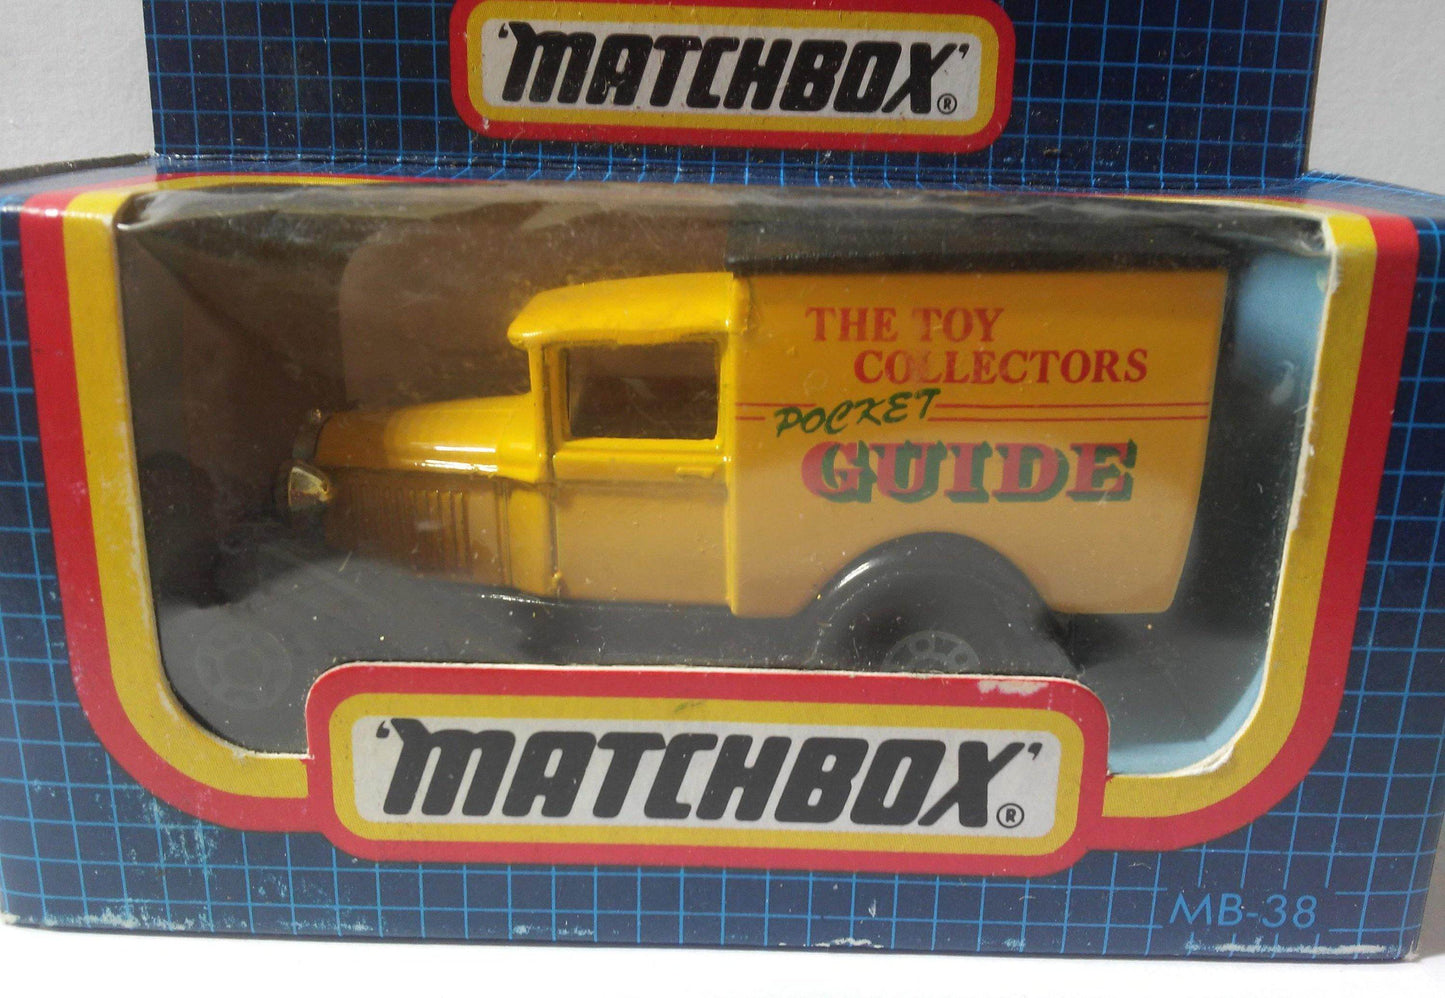 'MATCHBOX'®
THE TOY
COLLECTORS
POCKET
GUIDE
'MATCHBOX'®
MB-38